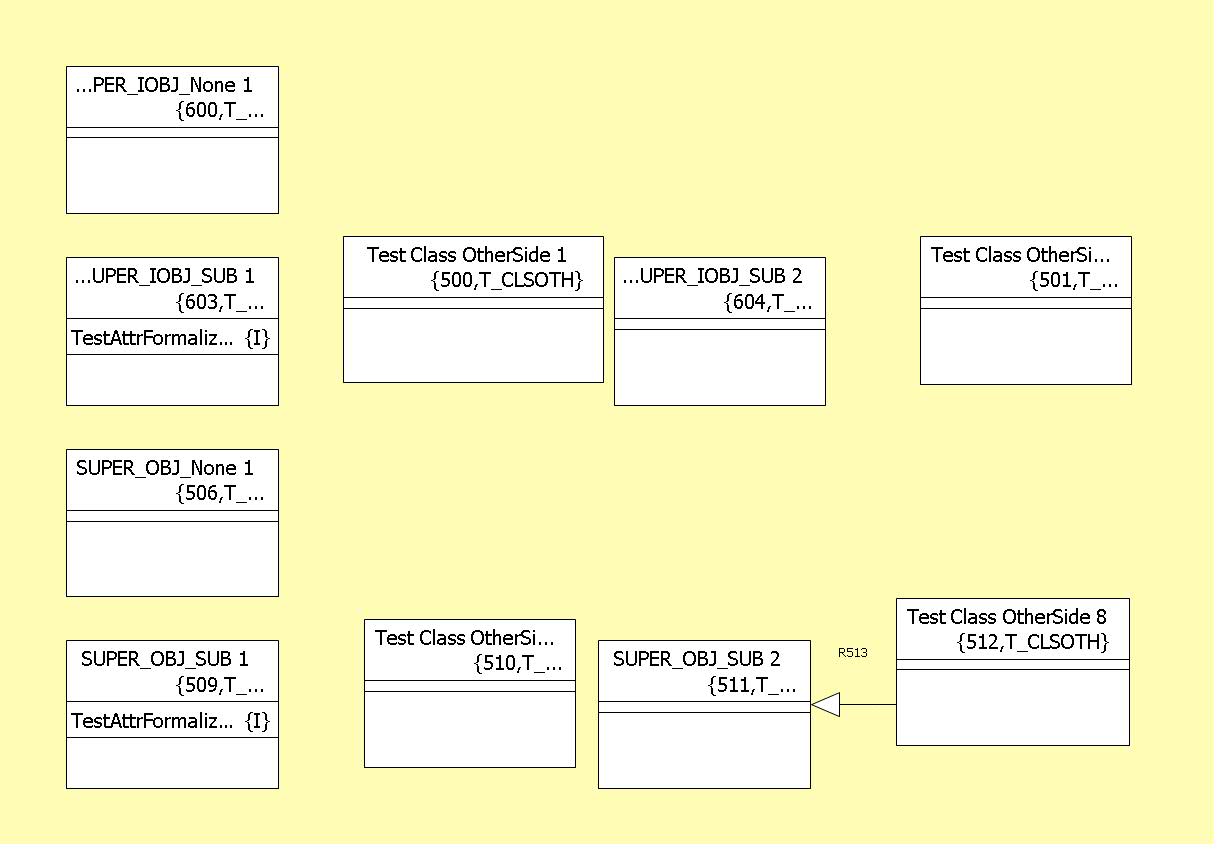 ...PER_IOBJ_None 1
{600,T_...
...UPER_IOBJ_SUB 1
{603,T_...
TestAttrFormaliz... {I}
Test Class OtherSide 1
{500,T_CLSOTH}
...UPER_IOBJ_SUB 2
{604,T_...
Test Class OtherSi...
{501,T_...
SUPER_OBJ_None 1
{506,T_...
SUPER_OBJ_SUB 1
{509,T_...
TestAttrFormaliz... {I}
Test Class OtherSi...
{510,T_...
SUPER_OBJ_SUB 2
{511,T_...
R513
Test Class OtherSide 8
{512,T_CLSOTH}